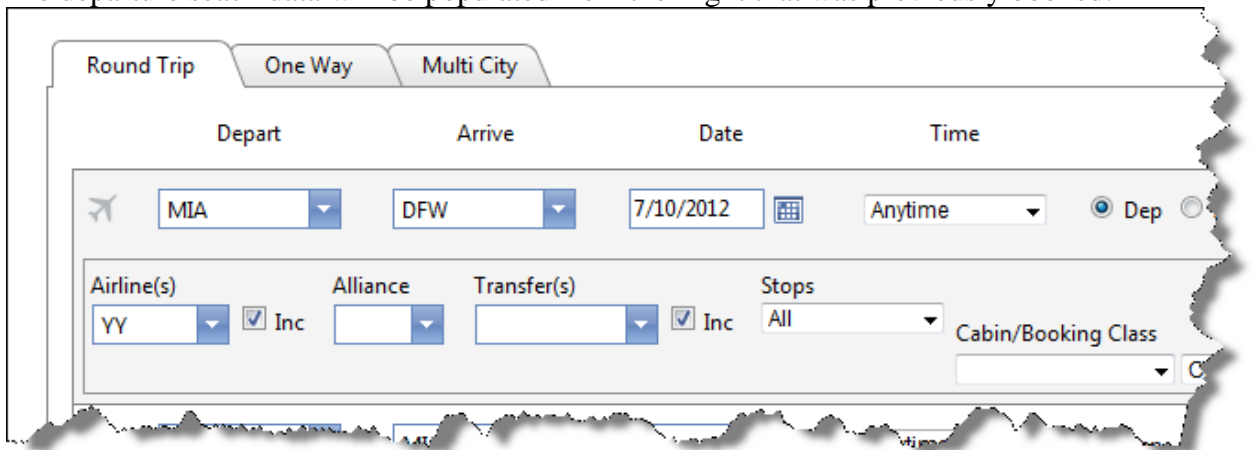 Round Trip One Way Multi City
Depart Arrive Date Time
MIA DFW 7/10/2012 Anytime Dep
Airline(s) Alliance Transfer(s) Stops
YY Inc Inc All
Cabin/Booking Class